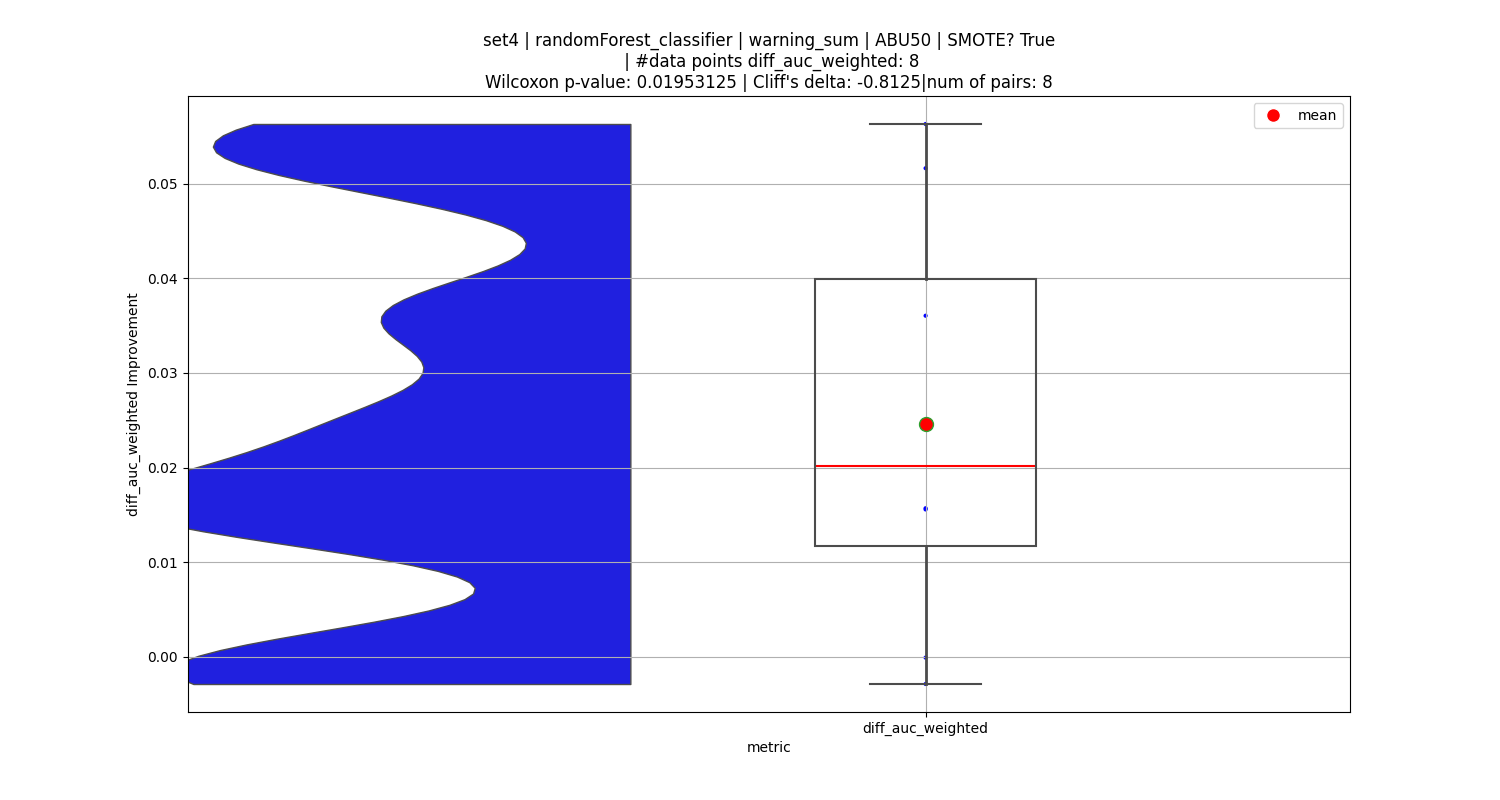 set4 | randomForest_classifier | warning_sum | ABU50 | SMOTE? True
| #data points diff_auc_weighted: 8
Wilcoxon p-value: 0.01953125 | Cliff's delta: -0.8125|num of pairs: 8
mean
0.05
0.04
0.03
0.02
0.01
0.00
diff_auc_weighted Improvement
diff_auc_weighted
metric